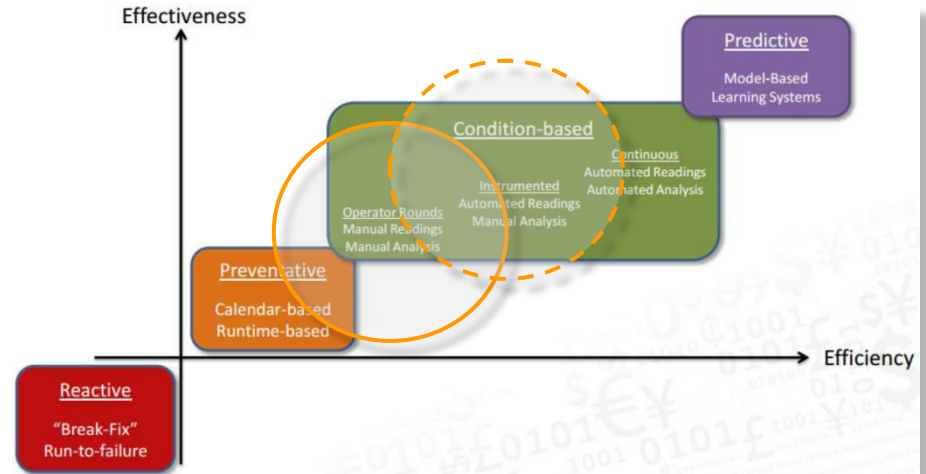 Effectiveness
Predictive
Model-Based
Learning Systems
Condition-based
Continuous
Automated Readings
Automated Analysis
Instrumented
Automated Readings
Manual Analysis
Operator Rounds
Manual Readings
Manual Analysis
Preventative
Calendar-based
Runtime-based
Efficiency
Reactive
"Break-Fix"
Run-to-failure